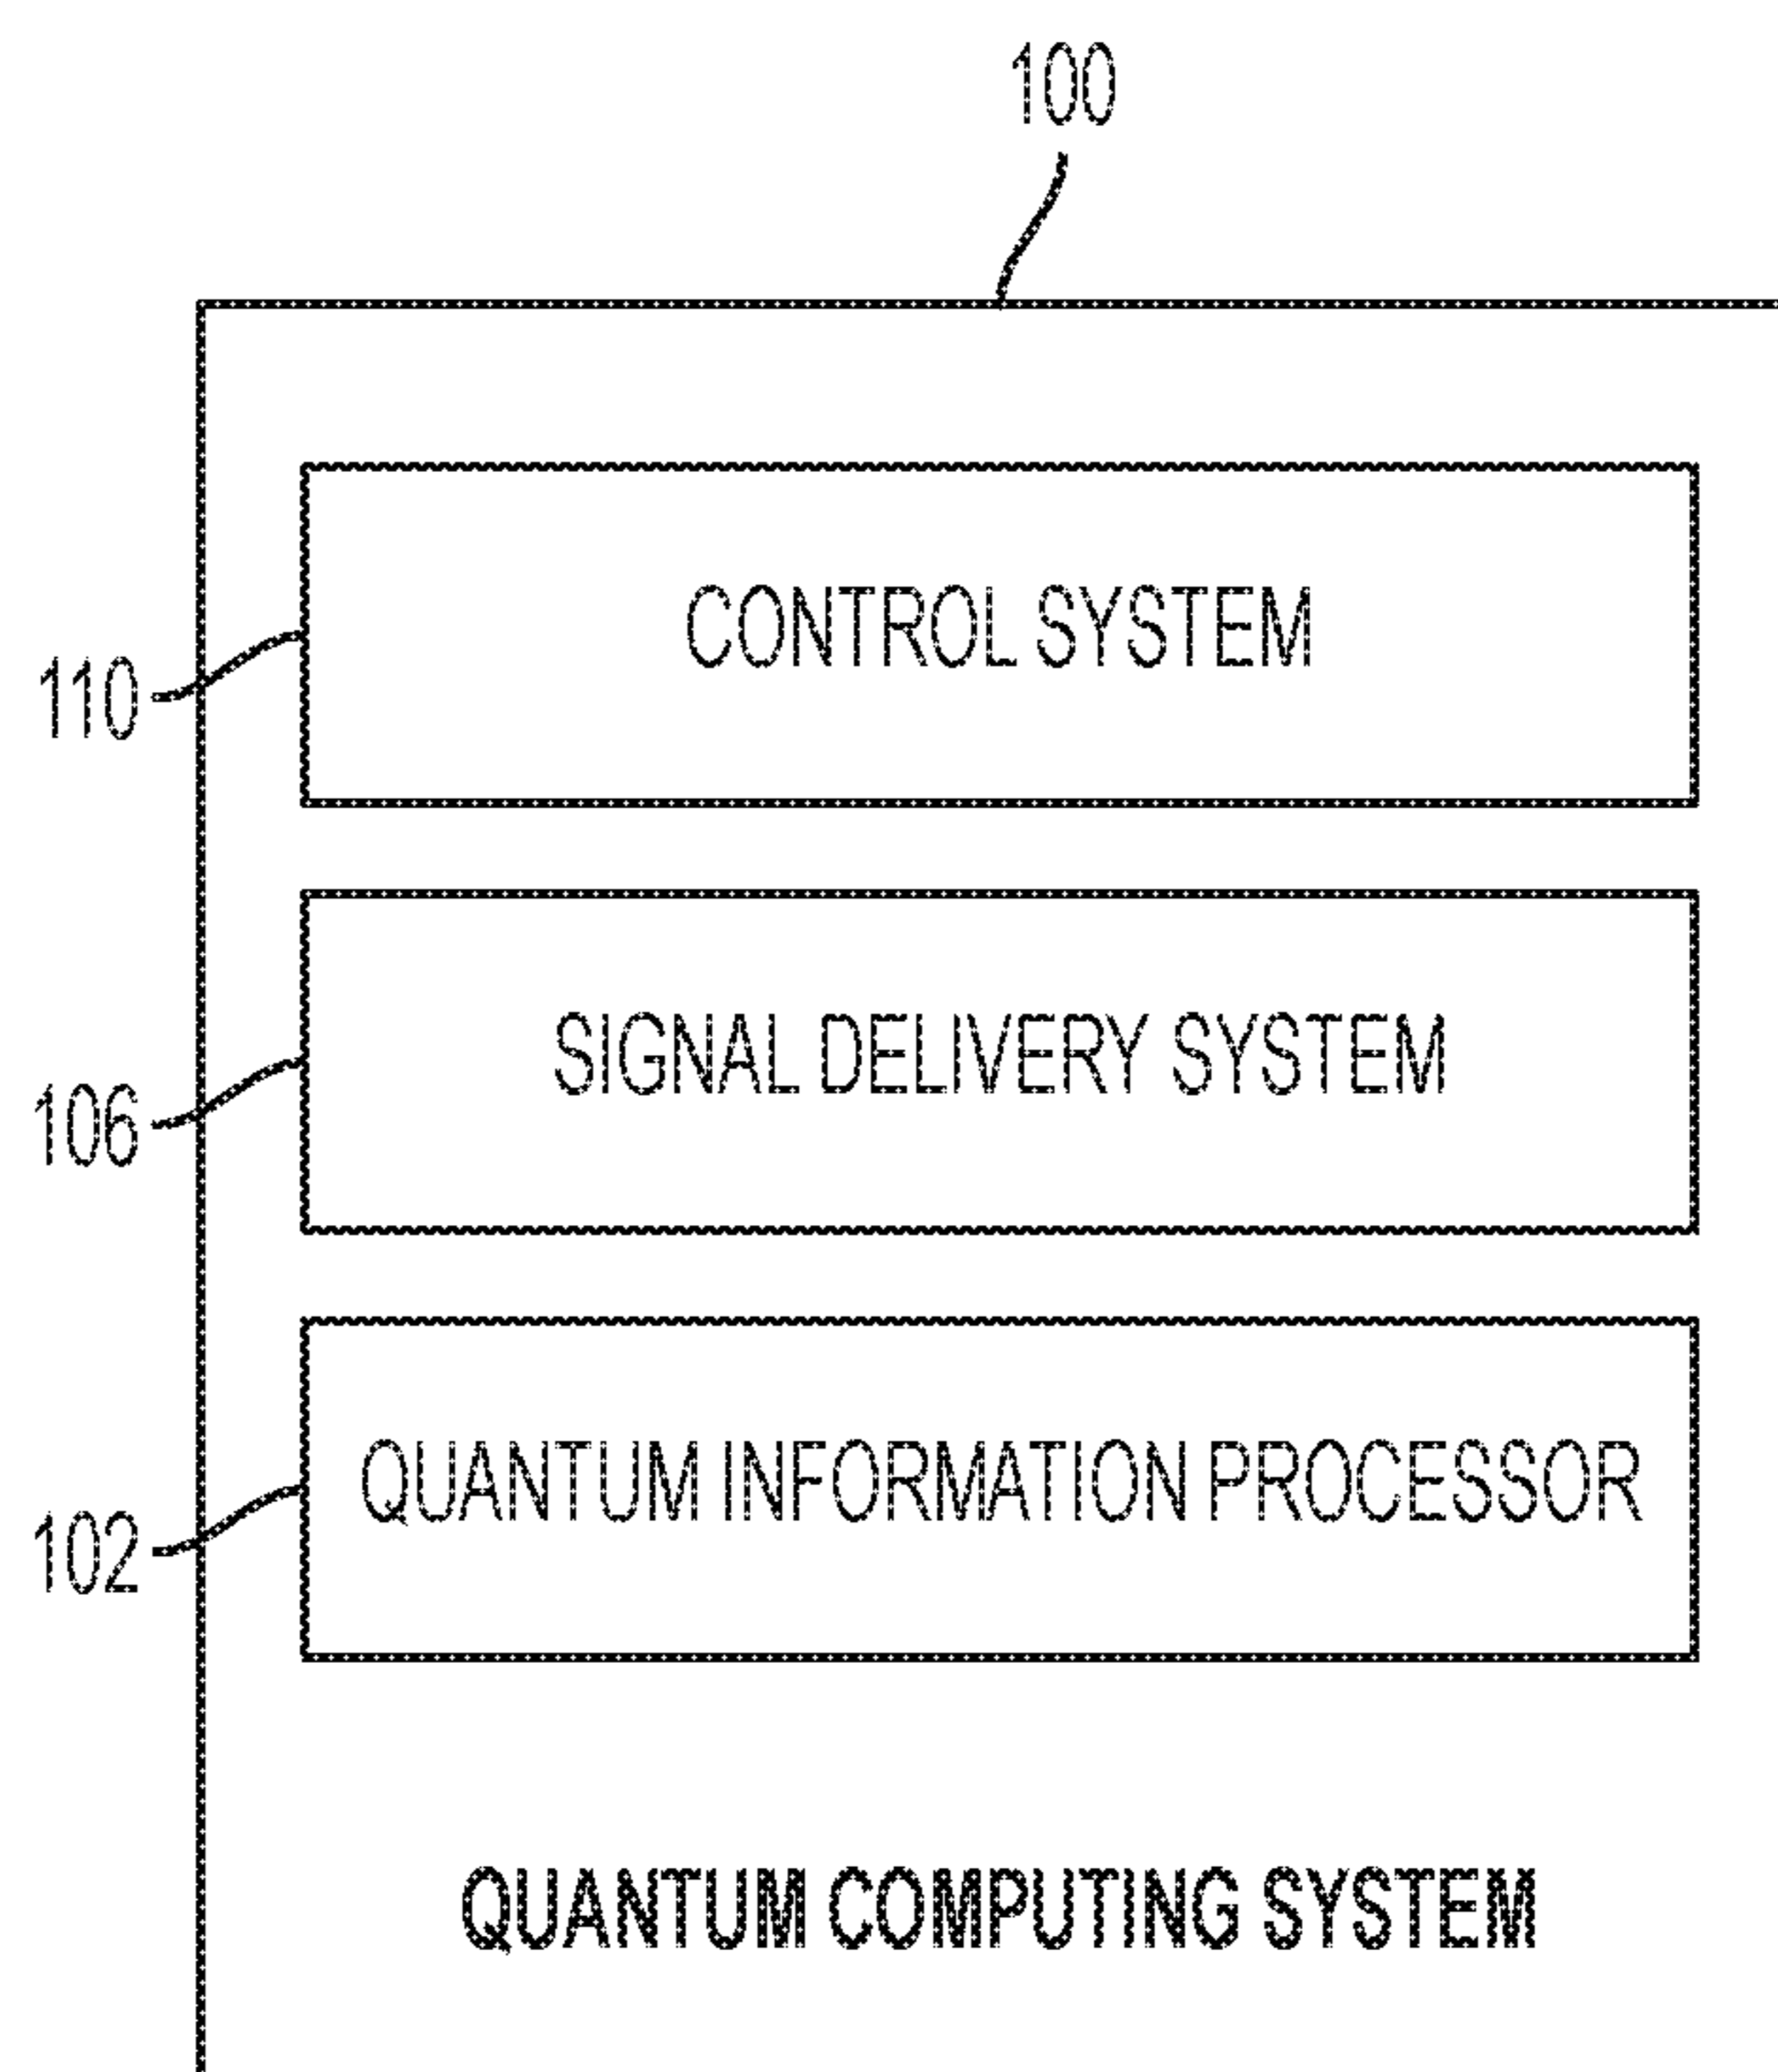 100
CONTROL SYSTEM
110
SIGNAL DELIVERY SYSTEM
106
QUANTUM INFORMATION PROCESSOR
102
QUANTUM COMPUTING SYSTEM